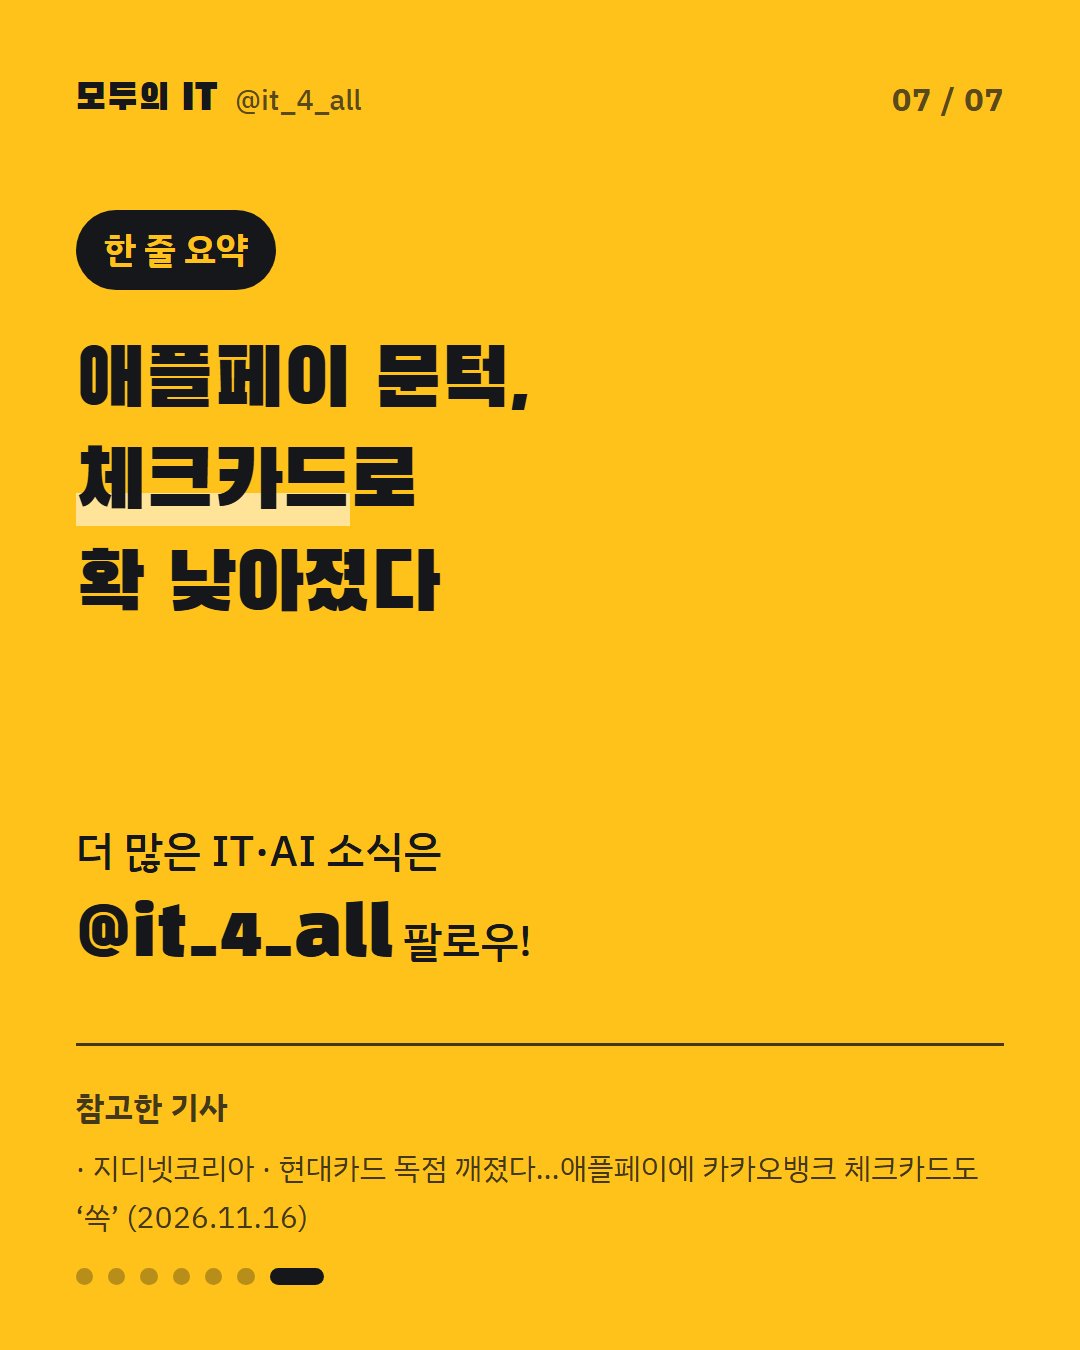 모두의 IT @it_4_all
07 / 07
한 줄 요약
애플페이 문턱,
체크카드로
확 낮아졌다
더 많은 IT·AI 소식은
@it_4_all 팔로우!
참고한 기사
· 지디넷코리아 · 현대카드 독점 깨졌다…애플페이에 카카오뱅크 체크카드도
‘쏙’ (2026.11.16)